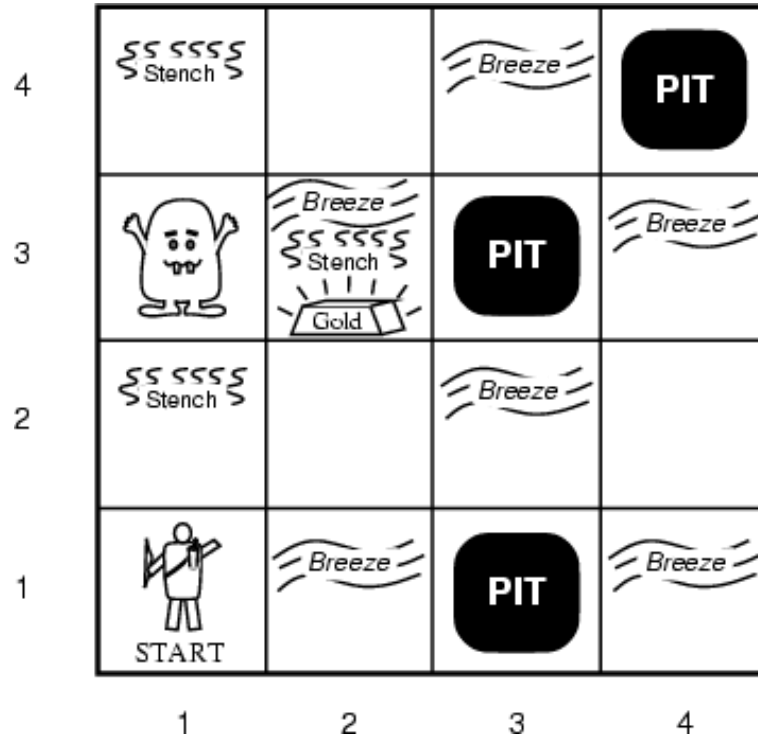 4
Stench
Breeze
PIT
3
Breeze
Stench
Gold
PIT
Breeze
2
Stench
Breeze
1
START
Breeze
PIT
Breeze
1 2 3 4